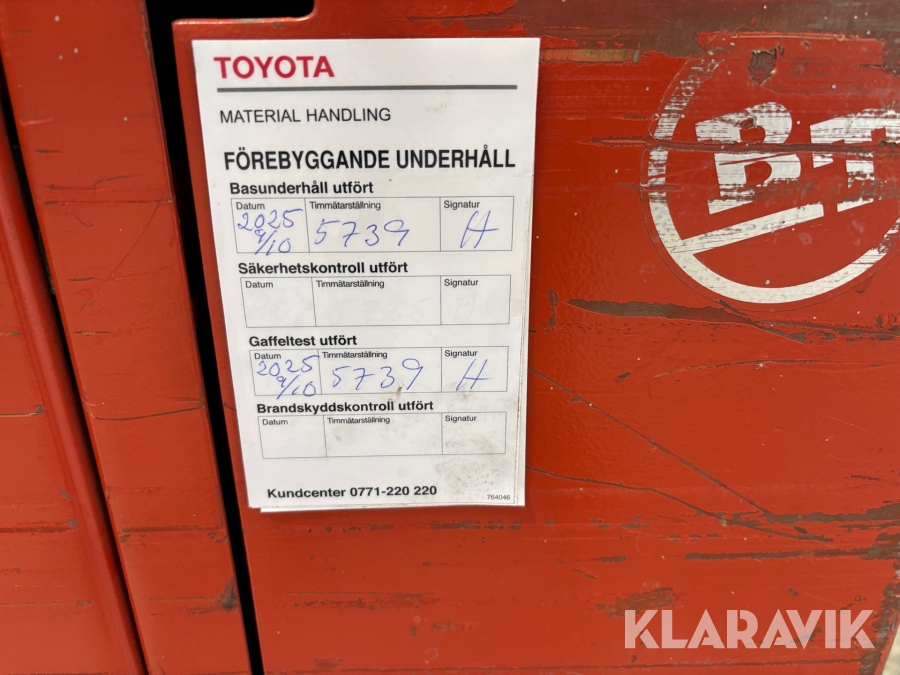 TOYOTA
MATERIAL HANDLING
FÖREBYGGANDE UNDERHÅLL
Basunderhåll utfört
Datum Timmätarställning Signatur
2025 9/10 5739 H
Säkerhetskontroll utfört
Datum Timmätarställning Signatur
Gaffeltest utfört
Datum Timmätarställning Signatur
2025 9/10 5739 H
Brandskyddskontroll utfört
Datum Timmätarställning Signatur
Kundcenter 0771-220 220
764046
BT
KLARAVIK